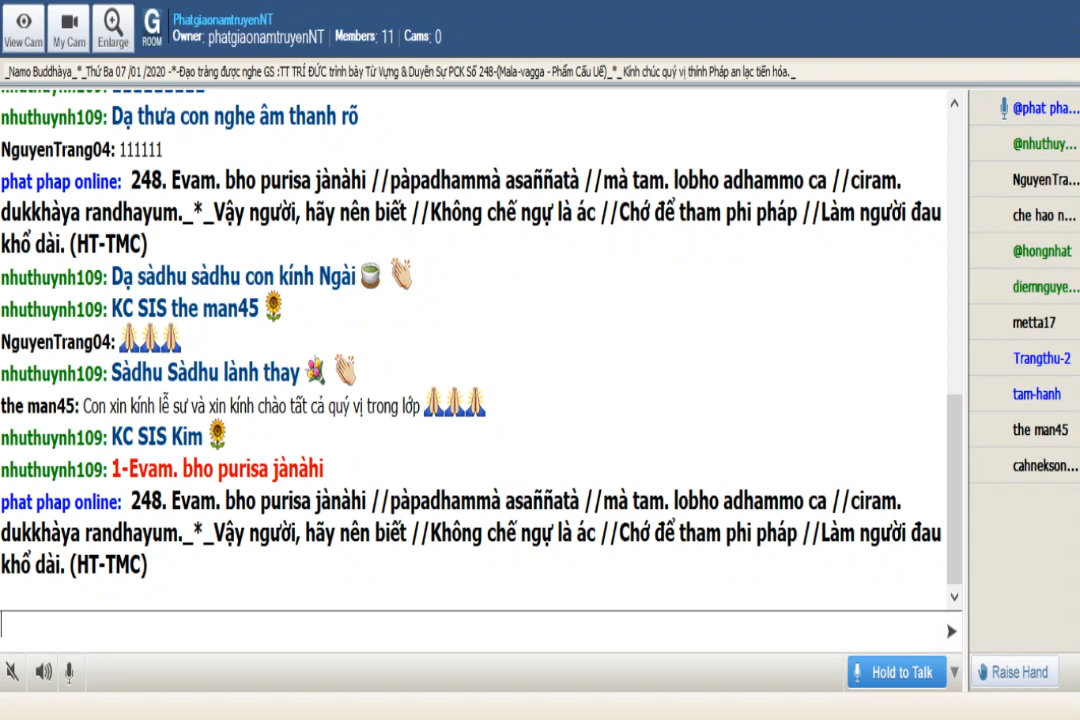 View Cam
My Cam
Enlarge
G
ROOM
PhatgiaonamtruyenNT
Owner: phatgiaonamtruyenNT | Members: 11 | Cams: 0
_Namo Buddhàya_*_Thứ Ba 07 /01 /2020 -*-Đạo tràng được nghe GS :TT TRÍ ĐỨC trình bày Từ Vựng & Duyên Sự PCK Số 248-(Mala-vagga - Phẩm Cấu Uế)_*_ Kính chúc quý vị thính Pháp an lạc tiến hóa._
nhuthuynh109: Dạ thưa con nghe âm thanh rõ
NguyenTrang04: 111111
phat phap online: 248. Evam. bho purisa jànàhi //pàpadhammà asaññatà //mà tam. lobho adhammo ca //ciram.
dukkhàya randhayum._*_Vậy người, hãy nên biết //Không chế ngự là ác //Chớ để tham phi pháp //Làm người đau
khổ dài. (HT-TMC)
nhuthuynh109: Dạ sàdhu sàdhu con kính Ngài 🍵 👏
nhuthuynh109: KC SIS the man45 🌻
NguyenTrang04: 🙏🙏🙏
nhuthuynh109: Sàdhu Sàdhu lành thay 💐 👏
the man45: Con xin kính lễ sư và xin kính chào tất cả quý vị trong lớp 🙏🙏🙏
nhuthuynh109: KC SIS Kim 🌻
nhuthuynh109: 1-Evam. bho purisa jànàhi
phat phap online: 248. Evam. bho purisa jànàhi //pàpadhammà asaññatà //mà tam. lobho adhammo ca //ciram.
dukkhàya randhayum._*_Vậy người, hãy nên biết //Không chế ngự là ác //Chớ để tham phi pháp //Làm người đau
khổ dài. (HT-TMC)
@phat pha...
@nhuthuy...
NguyenTra...
che hao n...
@hongnhat
diemnguye...
metta17
Trangthu-2
tam-hanh
the man45
cahnekson...
Hold to Talk
Raise Hand